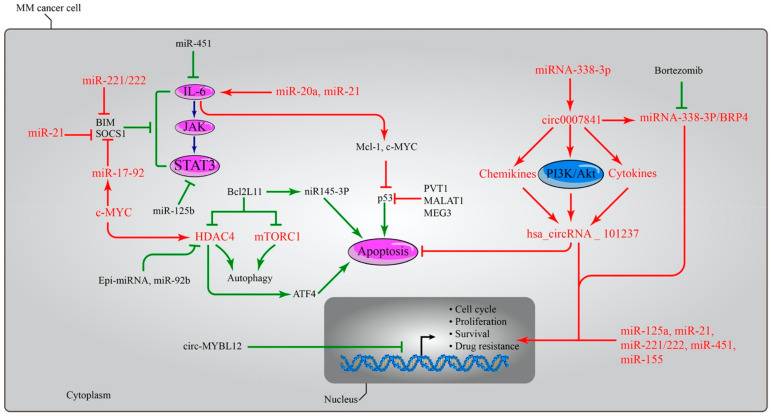 MM cancer cell
miR-451
miR-221/222
IL-6
miR-20a, miR-21
miRNA-338-3p
Bortezomib
BIM
SOCS1
miR-21
JAK
circ0007841
miRNA-338-3P/BRP4
Mcl-1, c-MYC
STAT3
miR-17-92
Chemikines
PI3K/Akt
Cytokines
Bcl2L11
niR145-3P
p53
PVT1
MALAT1
MEG3
c-MYC
miR-125b
HDAC4
mTORC1
hsa_circRNA _ 101237
Apoptosis
Epi-miRNA, miR-92b
Autophagy
ATF4
• Cell cycle
• Proliferation
• Survival
• Drug resistance
miR-125a, miR-21,
miR-221/222, miR-451,
miR-155
circ-MYBL12
Cytoplasm
Nucleus